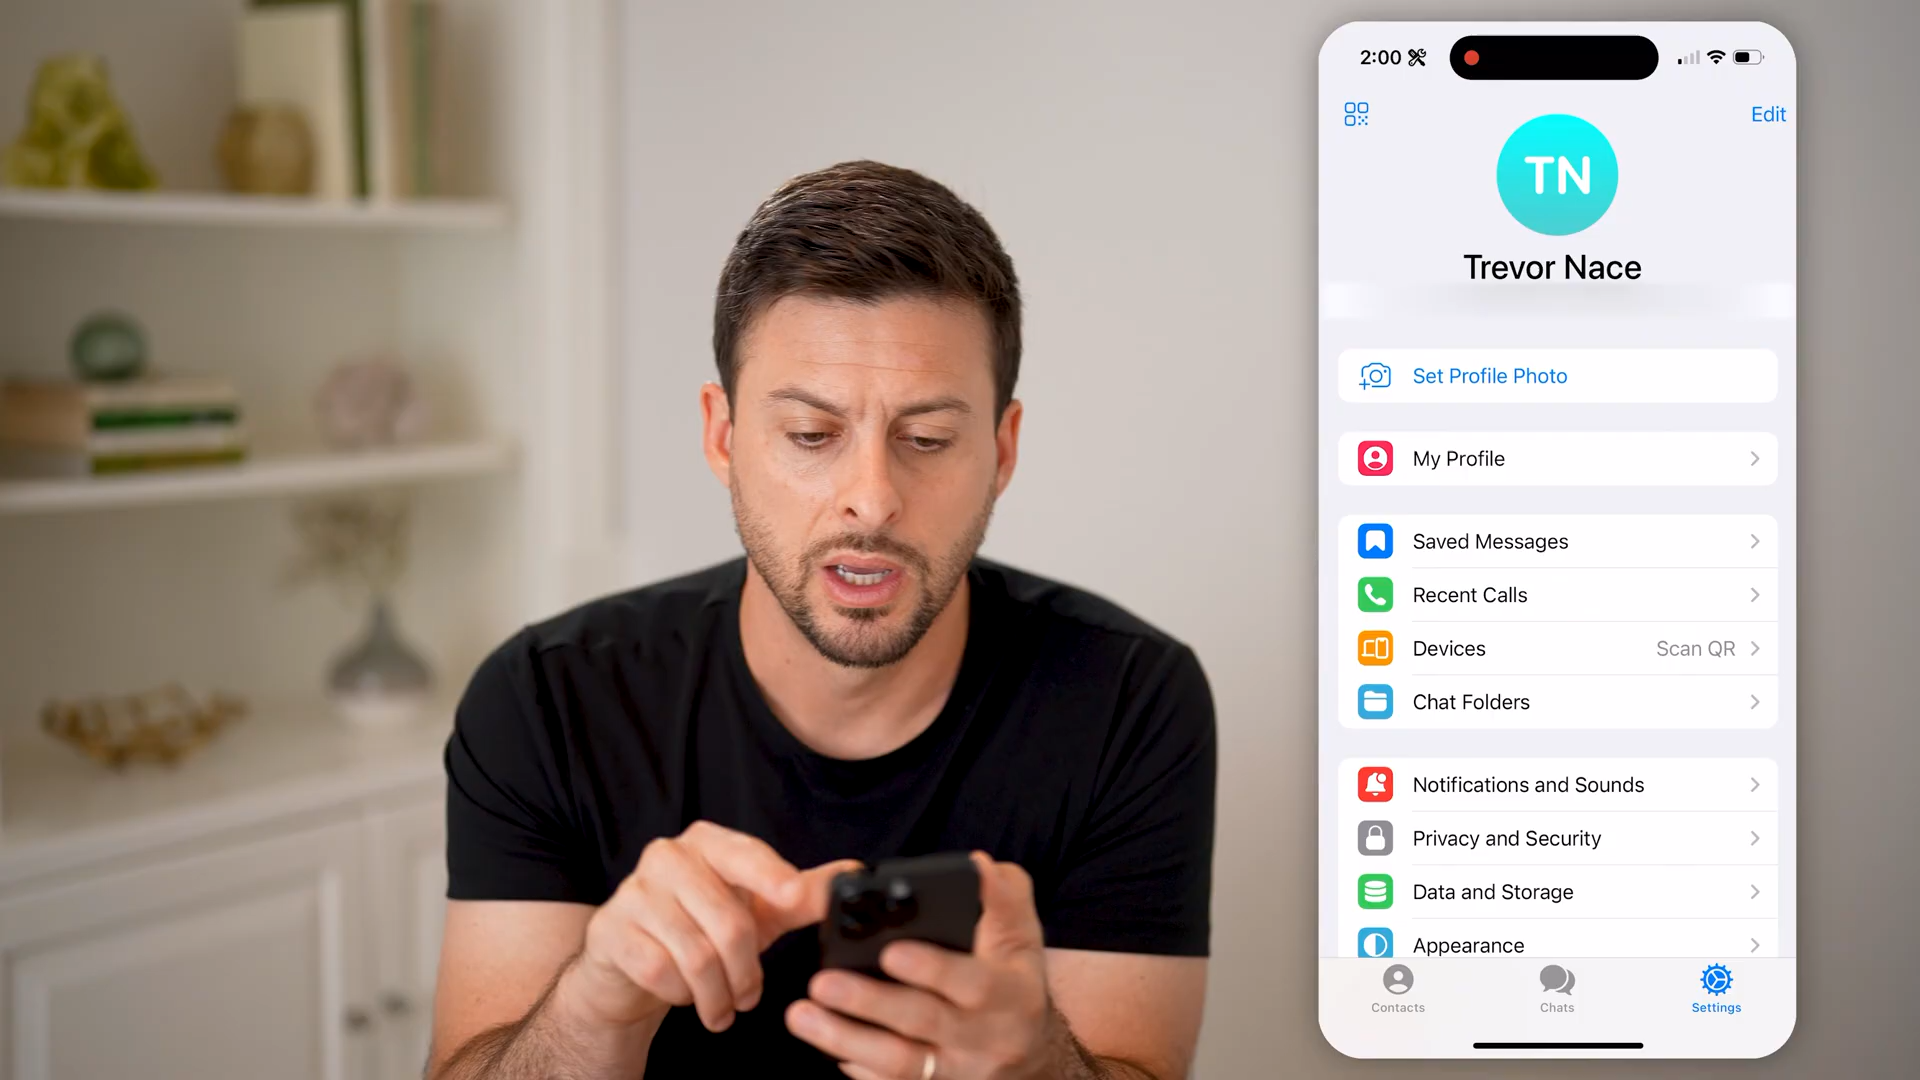 2:00
Edit
TN
Trevor Nace
Set Profile Photo
My Profile
Saved Messages
Recent Calls
Devices Scan QR
Chat Folders
Notifications and Sounds
Privacy and Security
Data and Storage
Appearance
Contacts Chats Settings